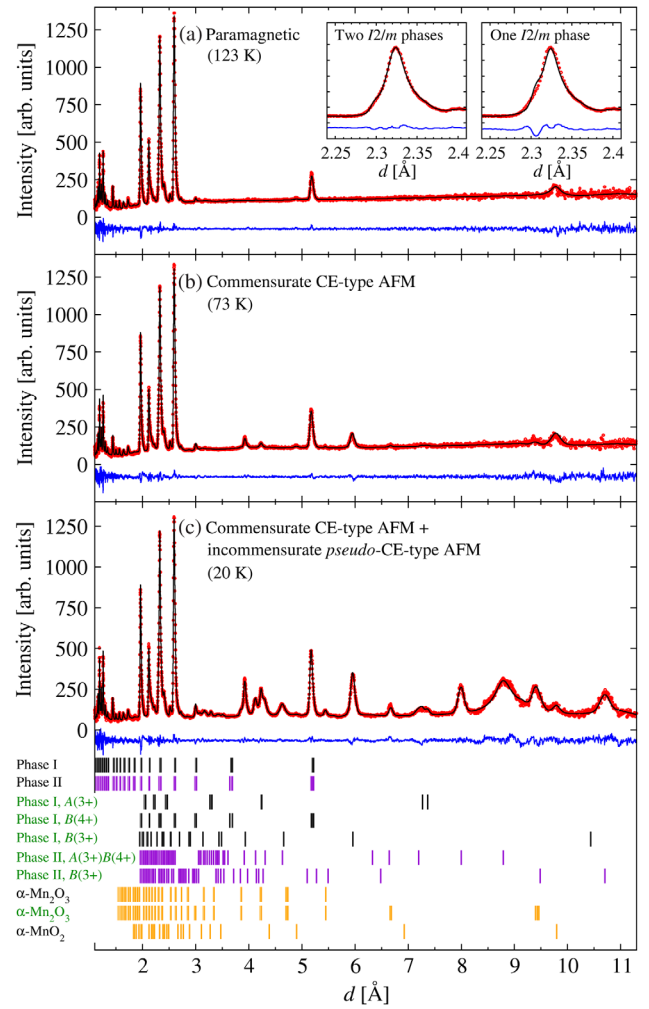 (a) Paramagnetic
(123 K)
Two I2/m phases
One I2/m phase
2.25 2.3 2.35 2.4
d [Å]
2.25 2.3 2.35 2.41
d [Å]
Intensity [arb. units]
1250
1000
750
500
250
0
(b) Commensurate CE-type AFM
(73 K)
Intensity [arb. units]
1250
1000
750
500
250
0
(c) Commensurate CE-type AFM +
incommensurate pseudo-CE-type AFM
(20 K)
Intensity [arb. units]
1250
1000
750
500
250
0
Phase I
Phase II
Phase I, A(3+)
Phase I, B(4+)
Phase I, B(3+)
Phase II, A(3+)B(4+)
Phase II, B(3+)
α-Mn₂O₃
α-Mn₂O₃
α-MnO₂
2 3 4 5 6 7 8 9 10 11
d [Å]